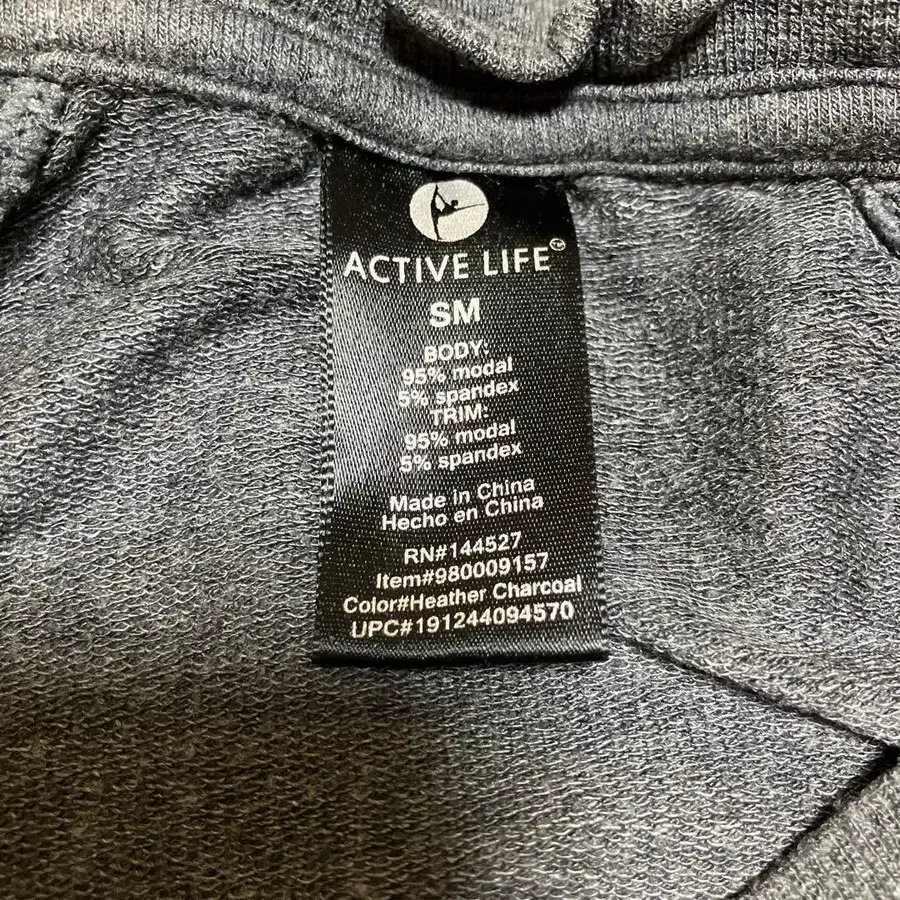 ACTIVE LIFE™
SM
BODY:
95% modal
5% spandex
TRIM:
95% modal
5% spandex
Made in China
Hecho en China
RN#144527
Item#980009157
Color#Heather Charcoal
UPC#191244094570